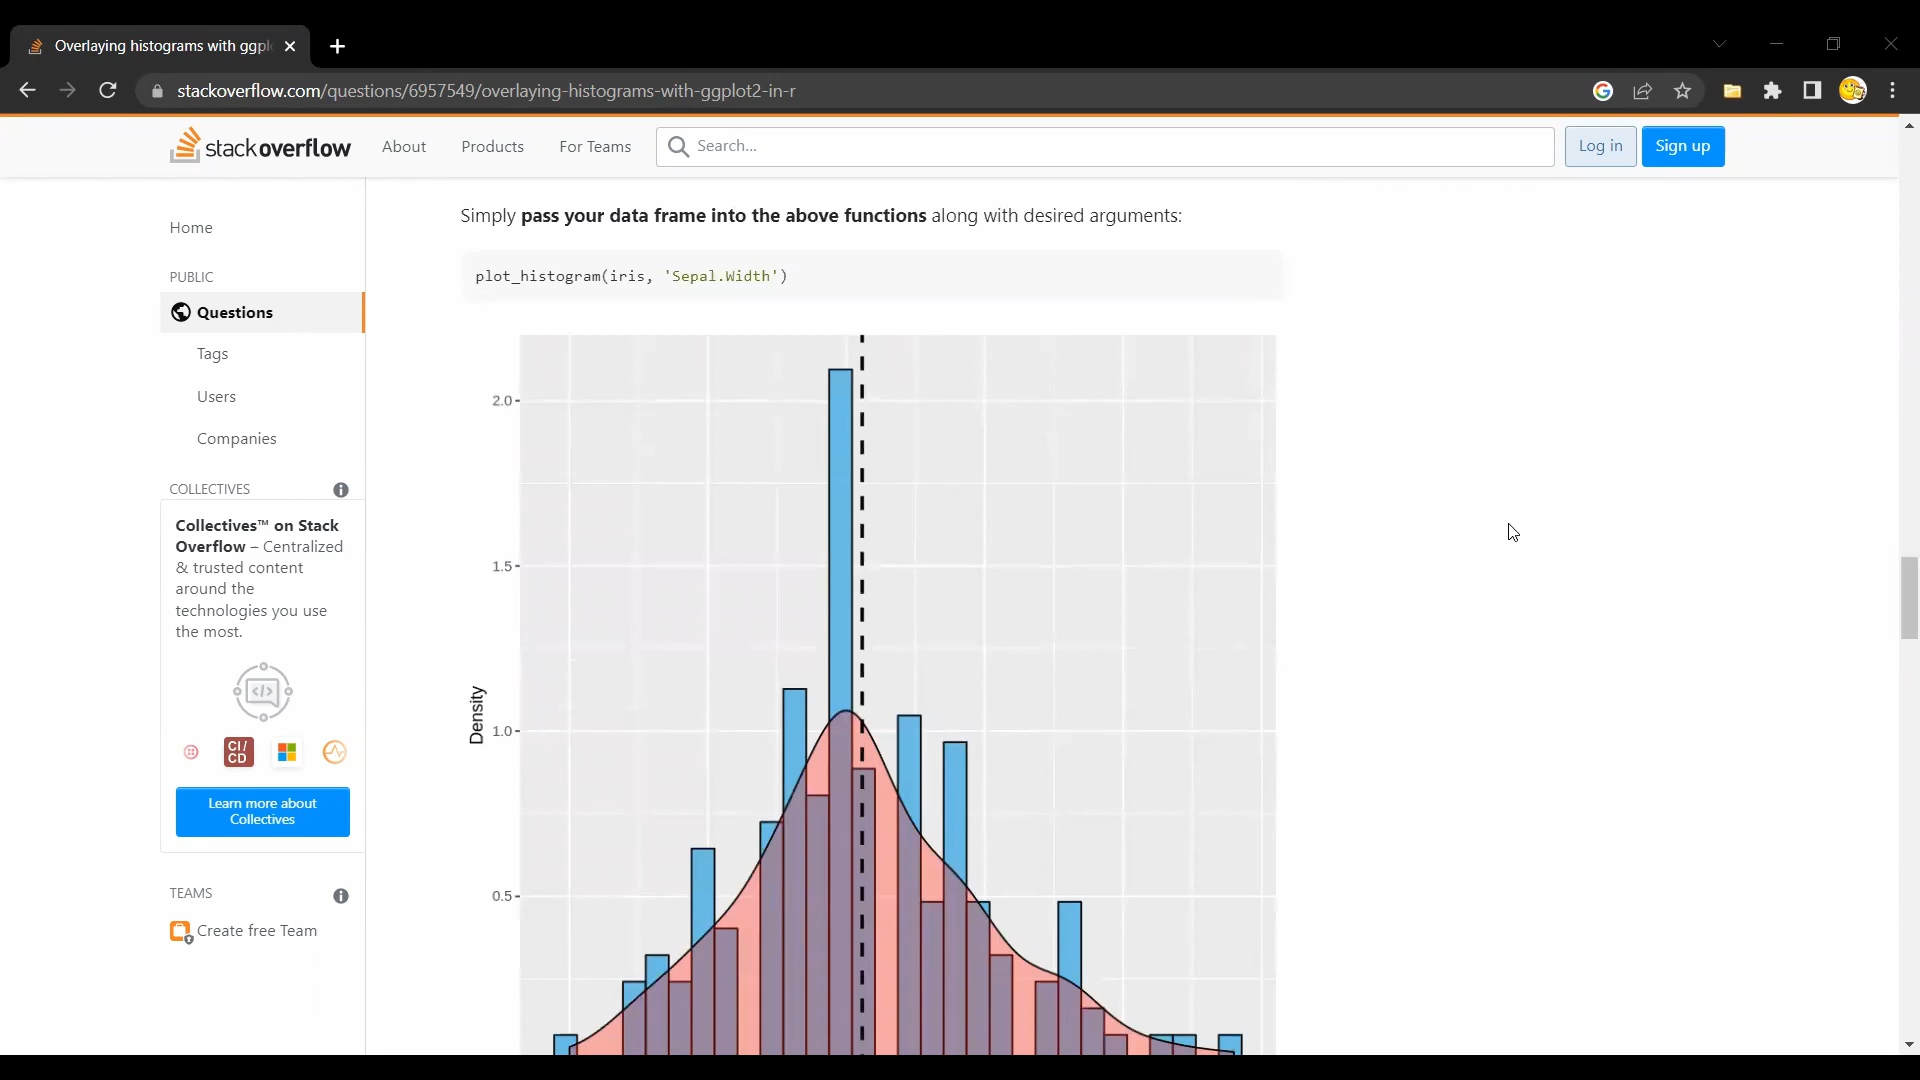 Overlaying histograms with ggpl
stackoverflow.com/questions/6957549/overlaying-histograms-with-ggplot2-in-r
stackoverflow
About
Products
For Teams
Search...
Log in
Sign up
Home
PUBLIC
Questions
Tags
Users
Companies
COLLECTIVES
Collectives™ on Stack
Overflow – Centralized
& trusted content
around the
technologies you use
the most.
CI/
CD
Learn more about
Collectives
TEAMS
Create free Team
Simply pass your data frame into the above functions along with desired arguments:
plot_histogram(iris, 'Sepal.Width')
2.0
1.5
1.0
0.5
Density